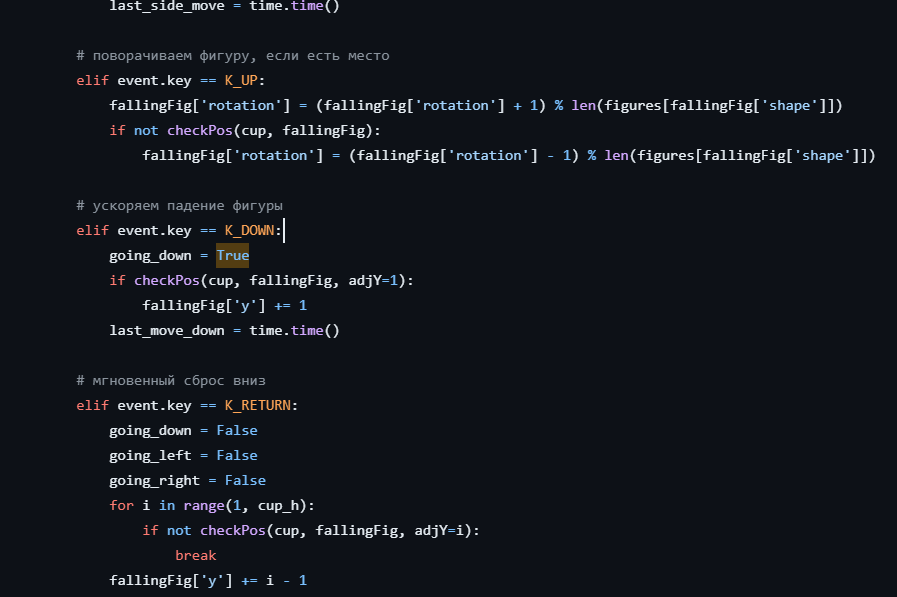 last_side_move = time.time()
# поворачиваем фигуру, если есть место
elif event.key == K_UP:
fallingFig['rotation'] = (fallingFig['rotation'] + 1) % len(figures[fallingFig['shape']])
if not checkPos(cup, fallingFig):
fallingFig['rotation'] = (fallingFig['rotation'] - 1) % len(figures[fallingFig['shape']])
# ускоряем падение фигуры
elif event.key == K_DOWN:
going_down = True
if checkPos(cup, fallingFig, adjY=1):
fallingFig['y'] += 1
last_move_down = time.time()
# мгновенный сброс вниз
elif event.key == K_RETURN:
going_down = False
going_left = False
going_right = False
for i in range(1, cup_h):
if not checkPos(cup, fallingFig, adjY=i):
break
fallingFig['y'] += i - 1